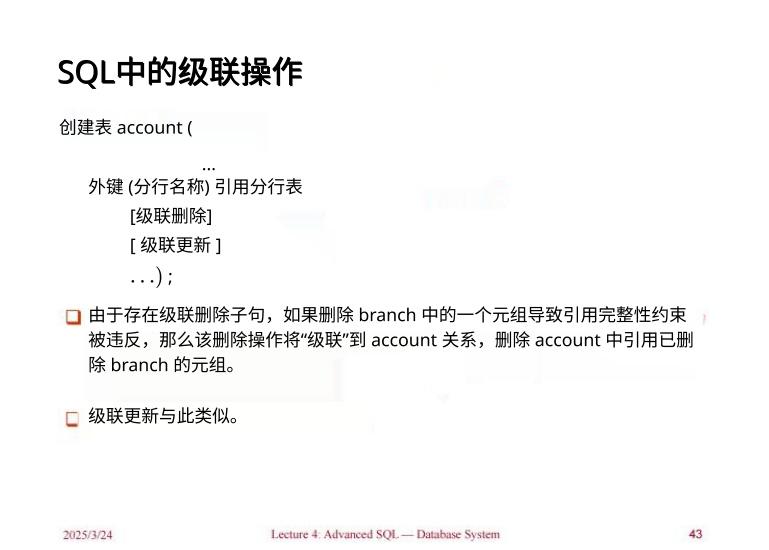 SQL中的级联操作
创建表 account (
...
外键 (分行名称) 引用分行表
[级联删除]
[ 级联更新 ]
...) ;
由于存在级联删除子句，如果删除 branch 中的一个元组导致引用完整性约束
被违反，那么该删除操作将“级联”到 account 关系，删除 account 中引用已删
除 branch 的元组。
级联更新与此类似。
2025/3/24 Lecture 4: Advanced SQL — Database System 43